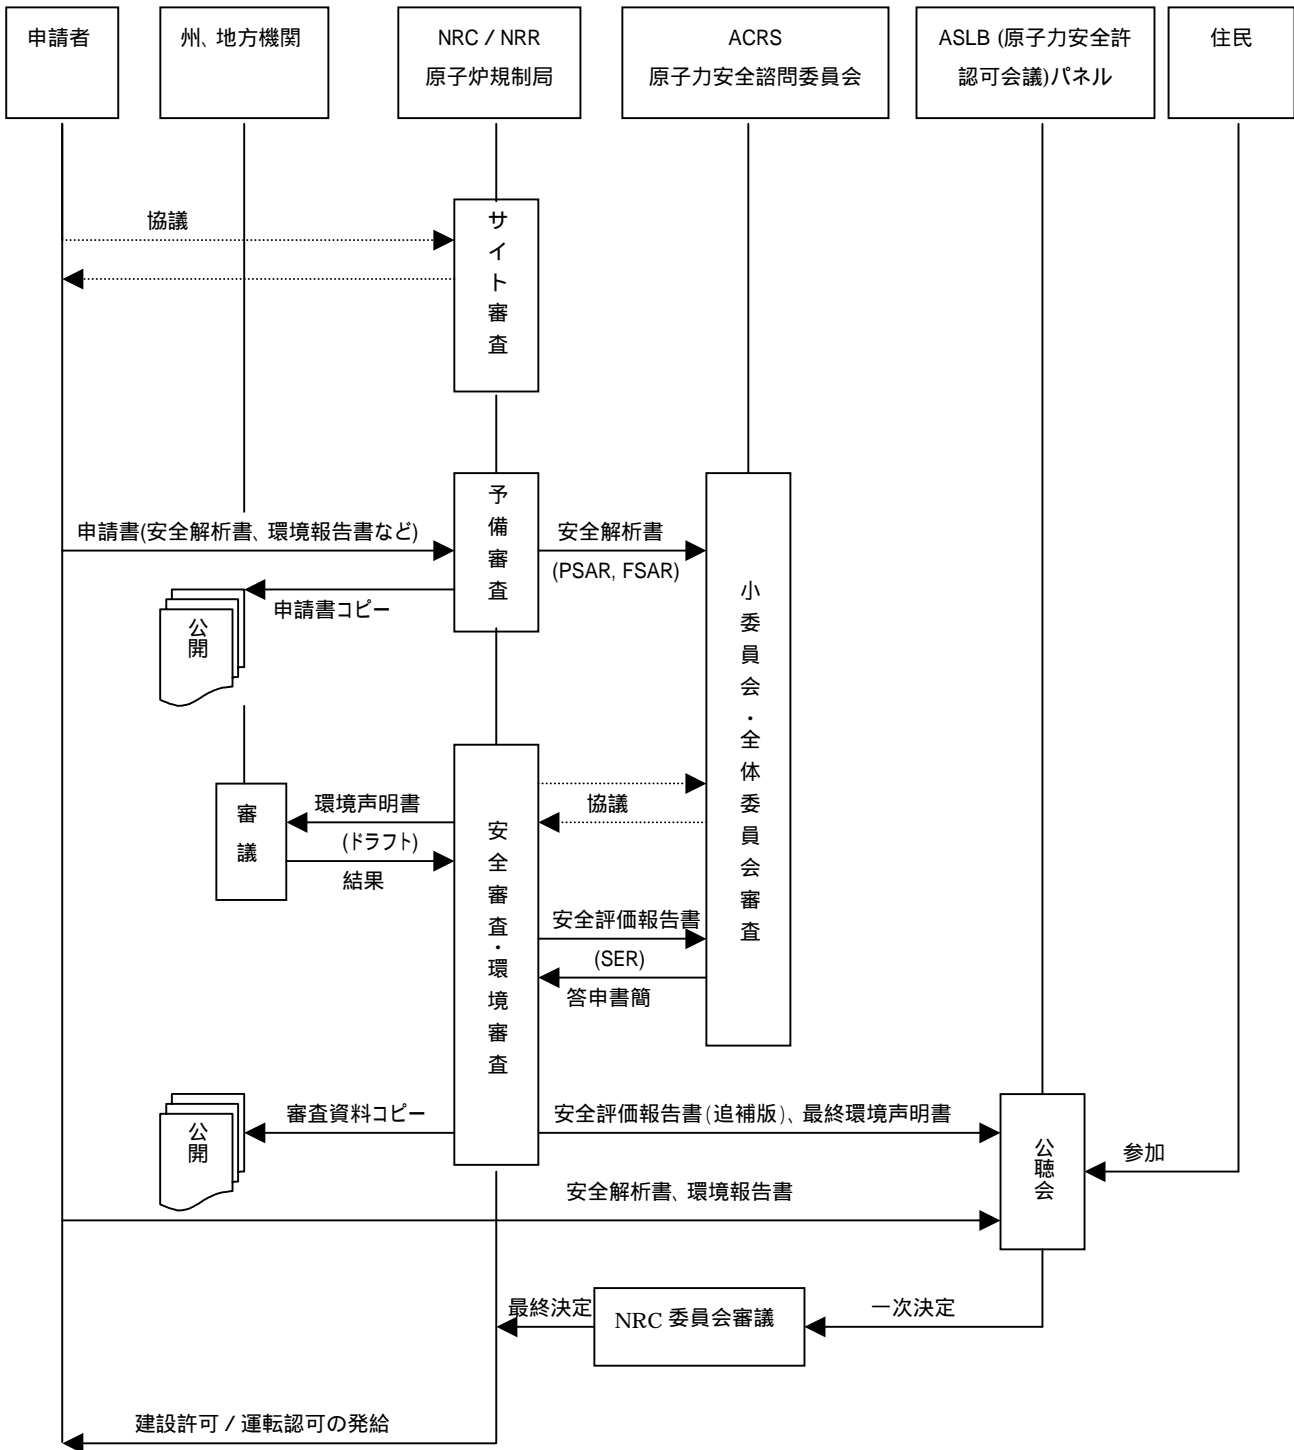 申請者
州、地方機関
NRC / NRR
原子炉規制局
ACRS
原子力安全諮問委員会
ASLB (原子力安全許
認可会議)パネル
住民
協議
サイト審査
予備審査
申請書(安全解析書、環境報告書など)
安全解析書
(PSAR, FSAR)
申請書コピー
公開
小委員会・全体委員会審査
安全審査・環境審査
協議
審議
環境声明書
(ドラフト)
結果
安全評価報告書
(SER)
答申書簡
審査資料コピー
公開
安全評価報告書(追補版)、最終環境声明書
公聴会
参加
安全解析書、環境報告書
最終決定
NRC 委員会審議
一次決定
建設許可 / 運転認可の発給